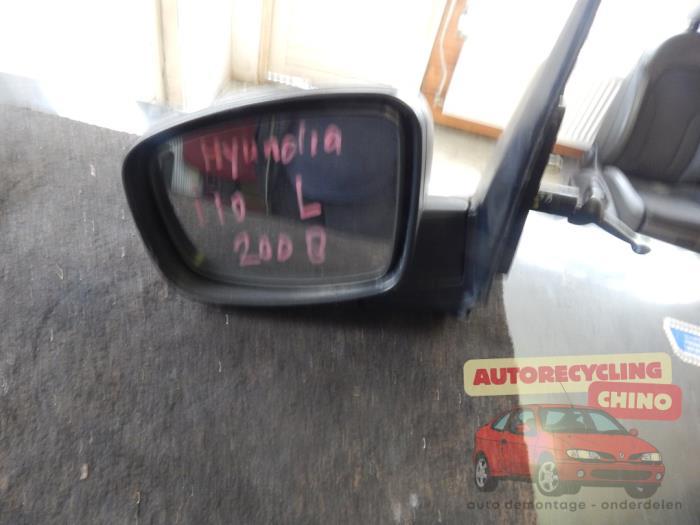 Hyundia
i10 L
2008
AUTORECYCLING
CHINO
auto demontage - onderdelen